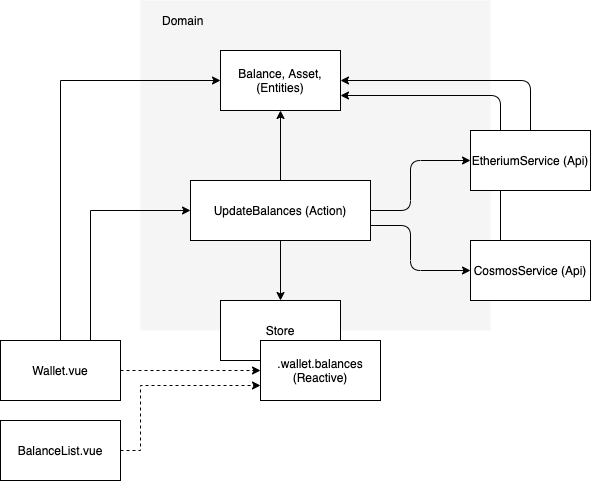 Domain
Balance, Asset,
(Entities)
EtheriumService (Api)
UpdateBalances (Action)
CosmosService (Api)
Store
Wallet.vue
.wallet.balances
(Reactive)
BalanceList.vue